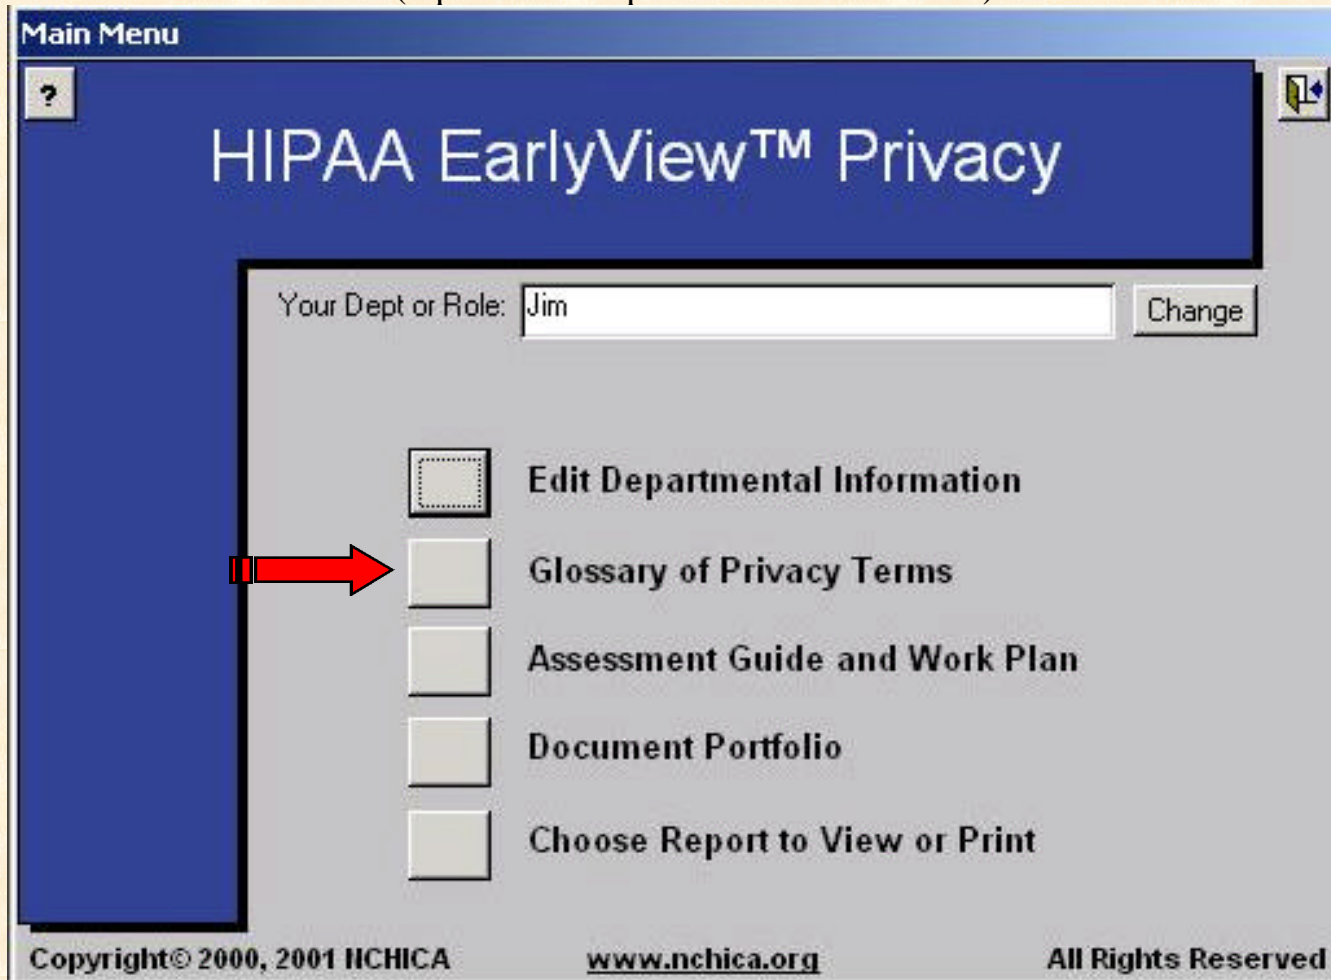 Main Menu
?
HIPAA EarlyView™ Privacy
Your Dept or Role: Jim Change
Edit Departmental Information
Glossary of Privacy Terms
Assessment Guide and Work Plan
Document Portfolio
Choose Report to View or Print
Copyright© 2000, 2001 NCHICA www.nchica.org All Rights Reserved